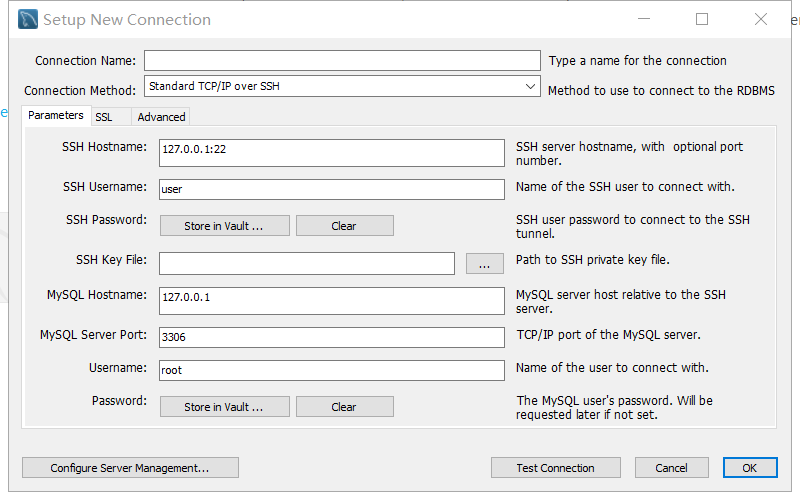 Setup New Connection
Connection Name: Type a name for the connection
Connection Method: Standard TCP/IP over SSH Method to use to connect to the RDBMS
Parameters SSL Advanced
SSH Hostname: 127.0.0.1:22 SSH server hostname, with optional port
number.
SSH Username: user Name of the SSH user to connect with.
SSH Password: Store in Vault ... Clear SSH user password to connect to the SSH
tunnel.
SSH Key File: ... Path to SSH private key file.
MySQL Hostname: 127.0.0.1 MySQL server host relative to the SSH
server.
MySQL Server Port: 3306 TCP/IP port of the MySQL server.
Username: root Name of the user to connect with.
Password: Store in Vault ... Clear The MySQL user's password. Will be
requested later if not set.
Configure Server Management... Test Connection Cancel OK